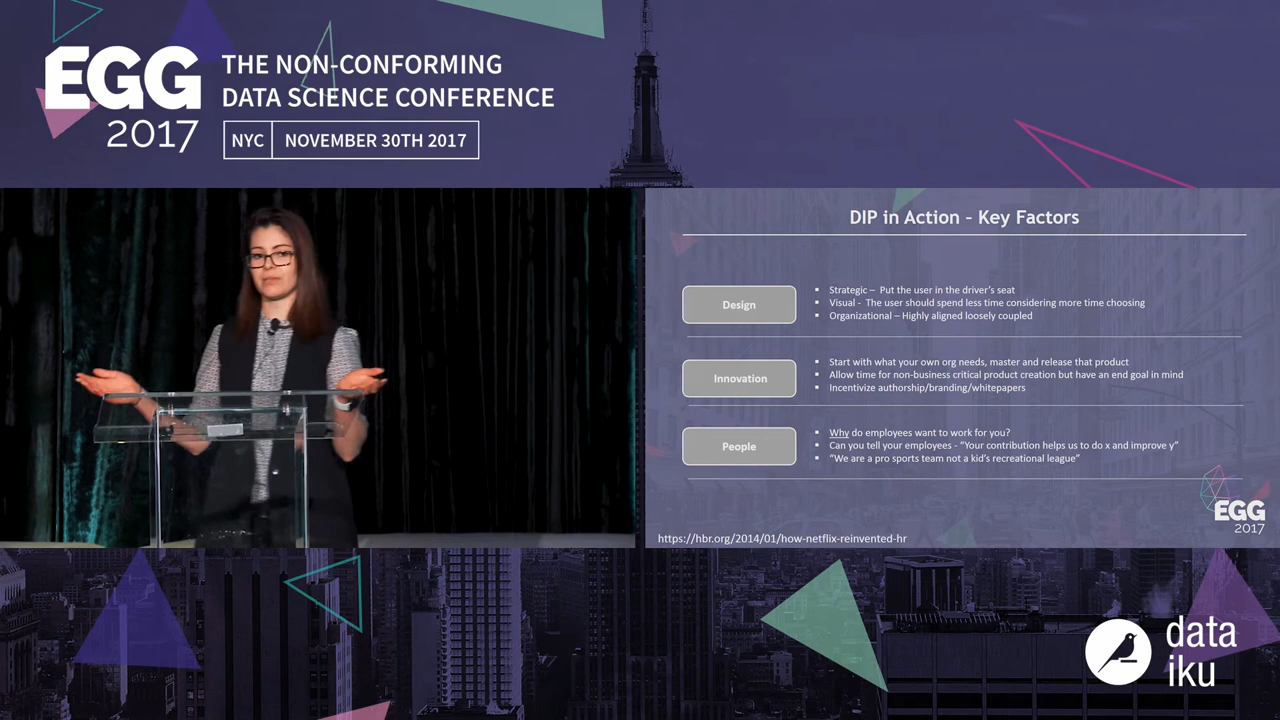 EGG
2017
THE NON-CONFORMING
DATA SCIENCE CONFERENCE
NYC
NOVEMBER 30TH 2017
DIP in Action - Key Factors
Design
▪ Strategic – Put the user in the driver's seat
▪ Visual - The user should spend less time considering more time choosing
▪ Organizational – Highly aligned loosely coupled
Innovation
▪ Start with what your own org needs, master and release that product
▪ Allow time for non-business critical product creation but have an end goal in mind
▪ Incentivize authorship/branding/whitepapers
People
▪ Why do employees want to work for you?
▪ Can you tell your employees - "Your contribution helps us to do x and improve y"
▪ "We are a pro sports team not a kid's recreational league"
EGG
2017
https://hbr.org/2014/01/how-netflix-reinvented-hr
data
iku